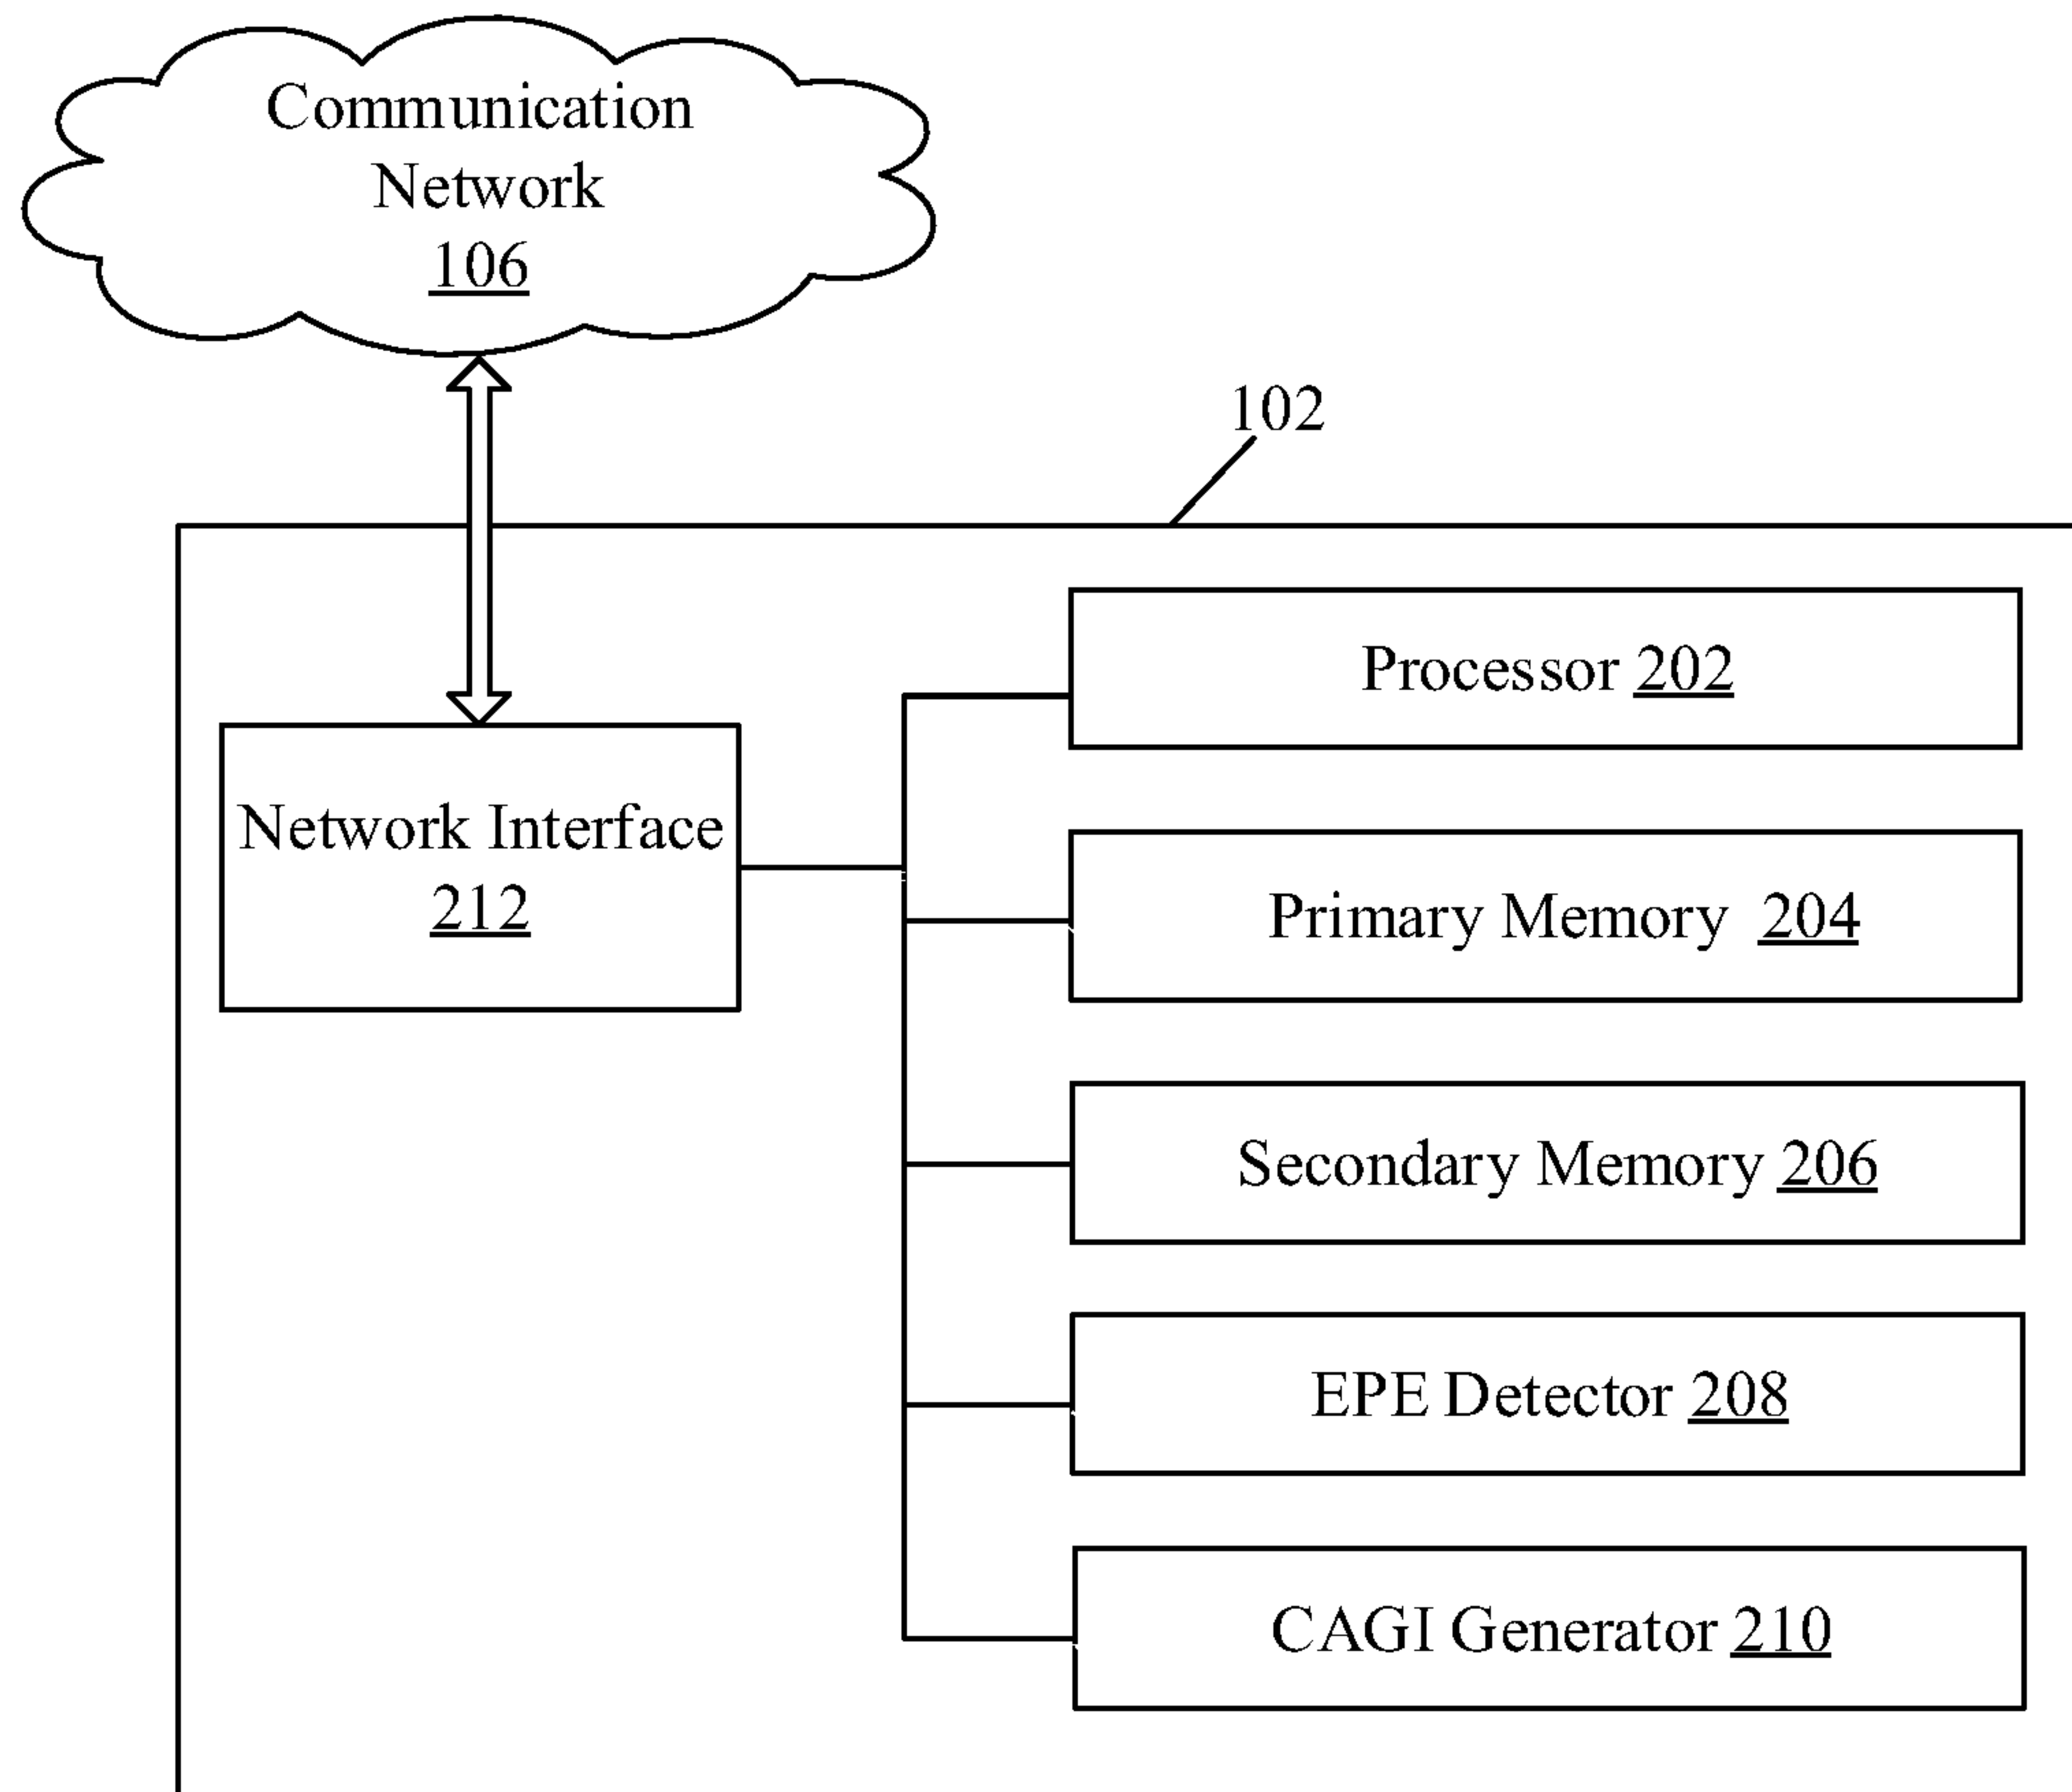 Communication
Network
106
102
Processor 202
Network Interface
212
Primary Memory 204
Secondary Memory 206
EPE Detector 208
CAGI Generator 210